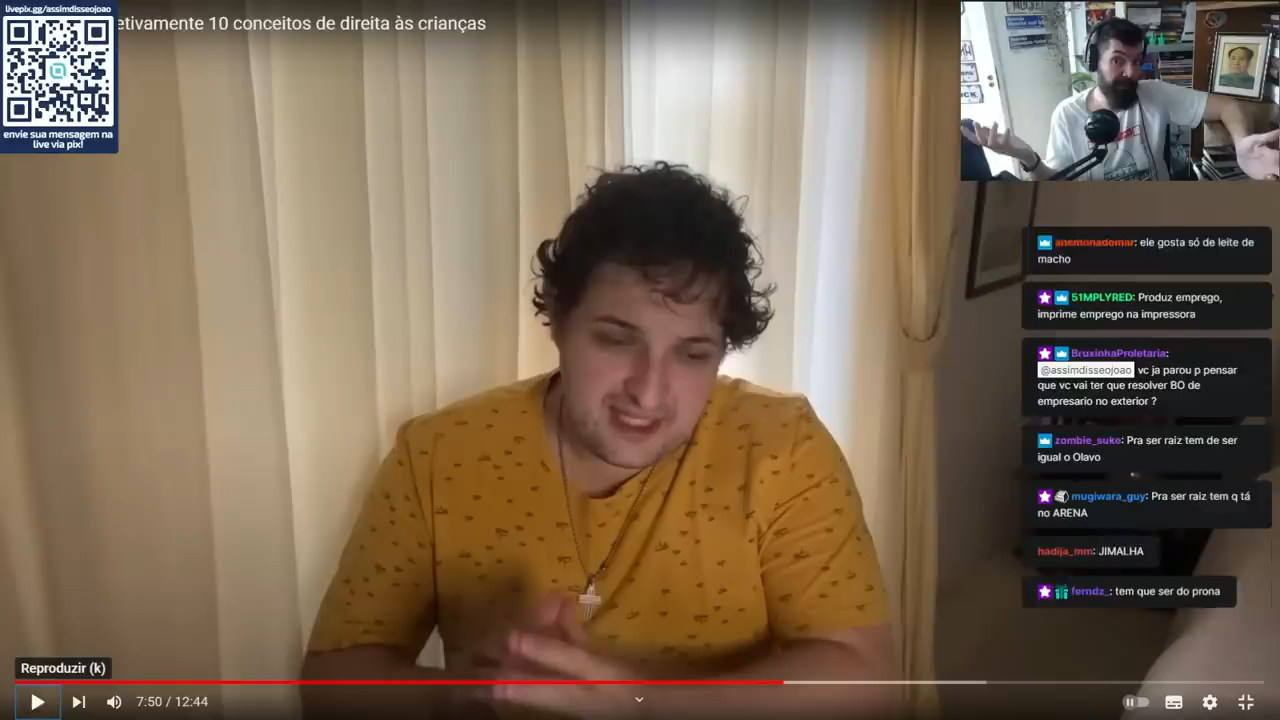 livepix.gg/assimdisseojoao
etivamente 10 conceitos de direita às crianças
envie sua mensagem na
live via pix!
anemonadomar: ele gosta só de leite de
macho
51MPLYRED: Produz emprego,
imprime emprego na impressora
BruxinhaProletaria:
@assimdisseojoao vc ja parou p pensar
que vc vai ter que resolver BO de
empresario no exterior ?
zombie_suke: Pra ser raiz tem de ser
igual o Olavo
mugiwara_guy: Pra ser raiz tem q tá
no ARENA
hadija_mm: JIMALHA
ferndz_: tem que ser do prona
Reproduzir (k)
7:50 / 12:44